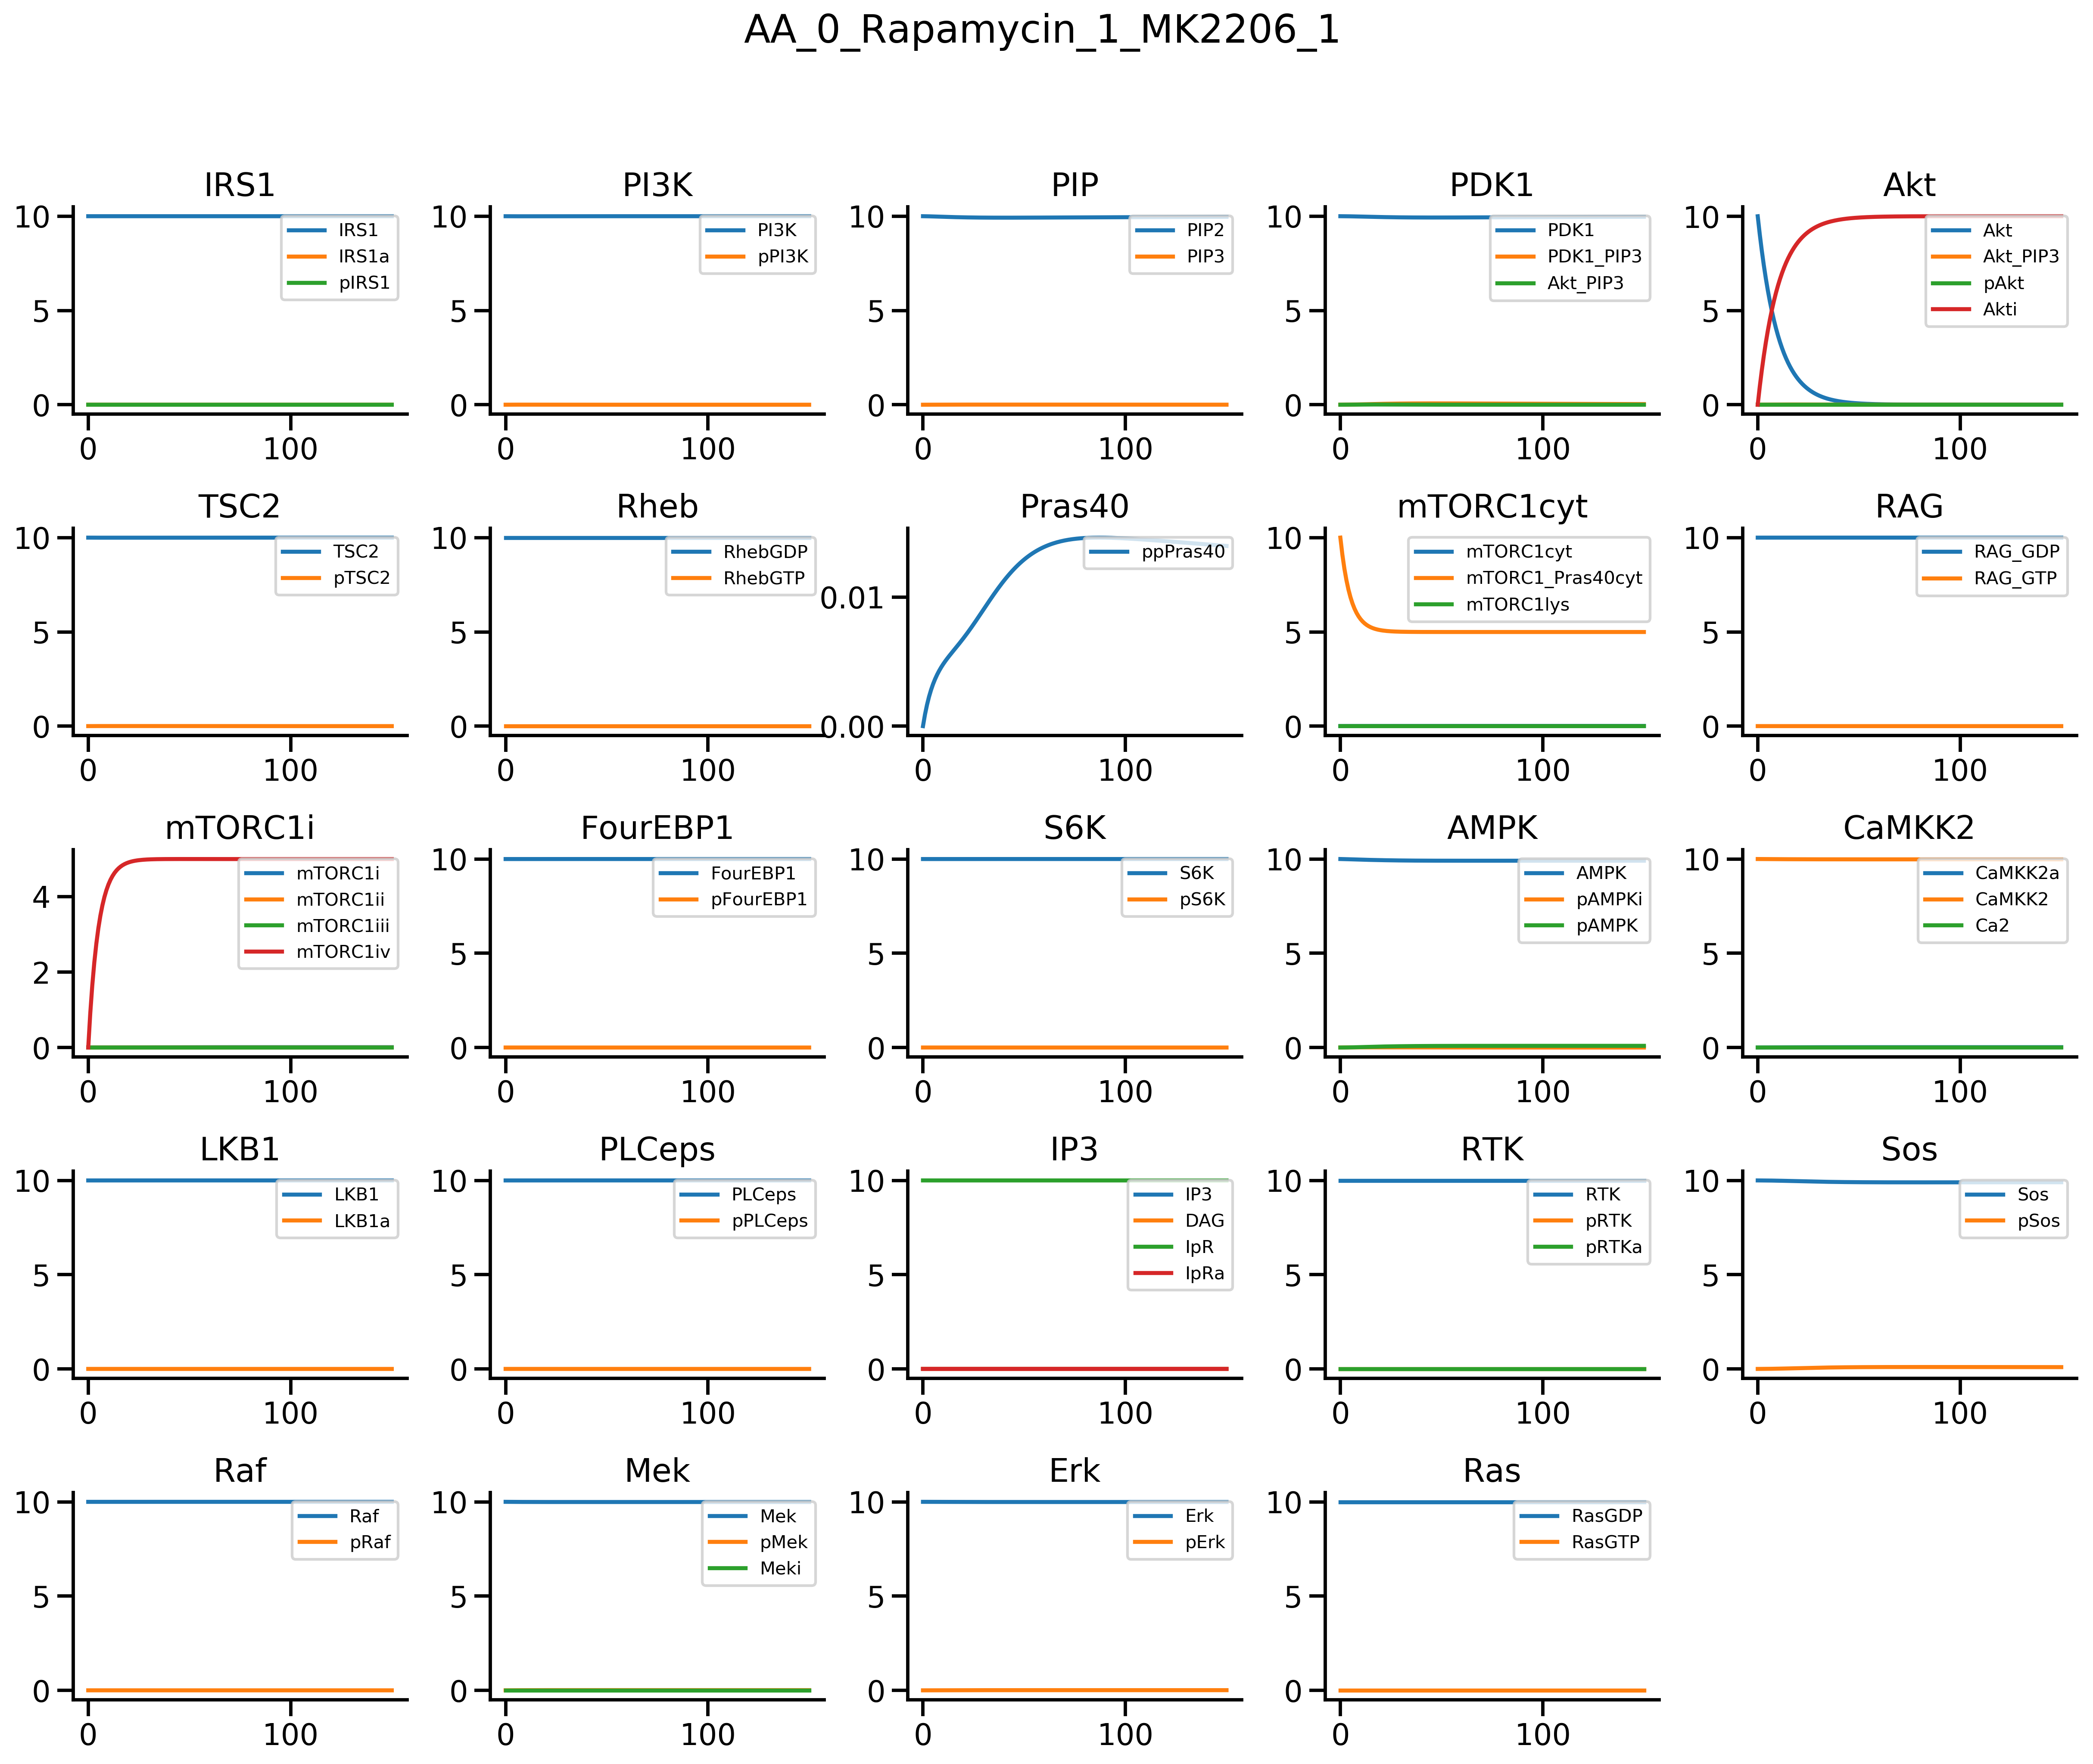 AA_0_Rapamycin_1_MK2206_1
IRS1
10
5
0
0
100
IRS1
IRS1a
pIRS1
PI3K
10
5
0
0
100
PI3K
pPI3K
PIP
10
5
0
0
100
PIP2
PIP3
PDK1
10
5
0
0
100
PDK1
PDK1_PIP3
Akt_PIP3
Akt
10
5
0
0
100
Akt
Akt_PIP3
pAkt
Akti
TSC2
10
5
0
0
100
TSC2
pTSC2
Rheb
10
5
0
0
100
RhebGDP
RhebGTP
Pras40
0.01
0.00
0
100
ppPras40
mTORC1cyt
10
5
0
0
100
mTORC1cyt
mTORC1_Pras40cyt
mTORC1lys
RAG
10
5
0
0
100
RAG_GDP
RAG_GTP
mTORC1i
4
2
0
0
100
mTORC1i
mTORC1ii
mTORC1iii
mTORC1iv
FourEBP1
10
5
0
0
100
FourEBP1
pFourEBP1
S6K
10
5
0
0
100
S6K
pS6K
AMPK
10
5
0
0
100
AMPK
pAMPKi
pAMPK
CaMKK2
10
5
0
0
100
CaMKK2a
CaMKK2
Ca2
LKB1
10
5
0
0
100
LKB1
LKB1a
PLCeps
10
5
0
0
100
PLCeps
pPLCeps
IP3
10
5
0
0
100
IP3
DAG
IpR
IpRa
RTK
10
5
0
0
100
RTK
pRTK
pRTKa
Sos
10
5
0
0
100
Sos
pSos
Raf
10
5
0
0
100
Raf
pRaf
Mek
10
5
0
0
100
Mek
pMek
Meki
Erk
10
5
0
0
100
Erk
pErk
Ras
10
5
0
0
100
RasGDP
RasGTP